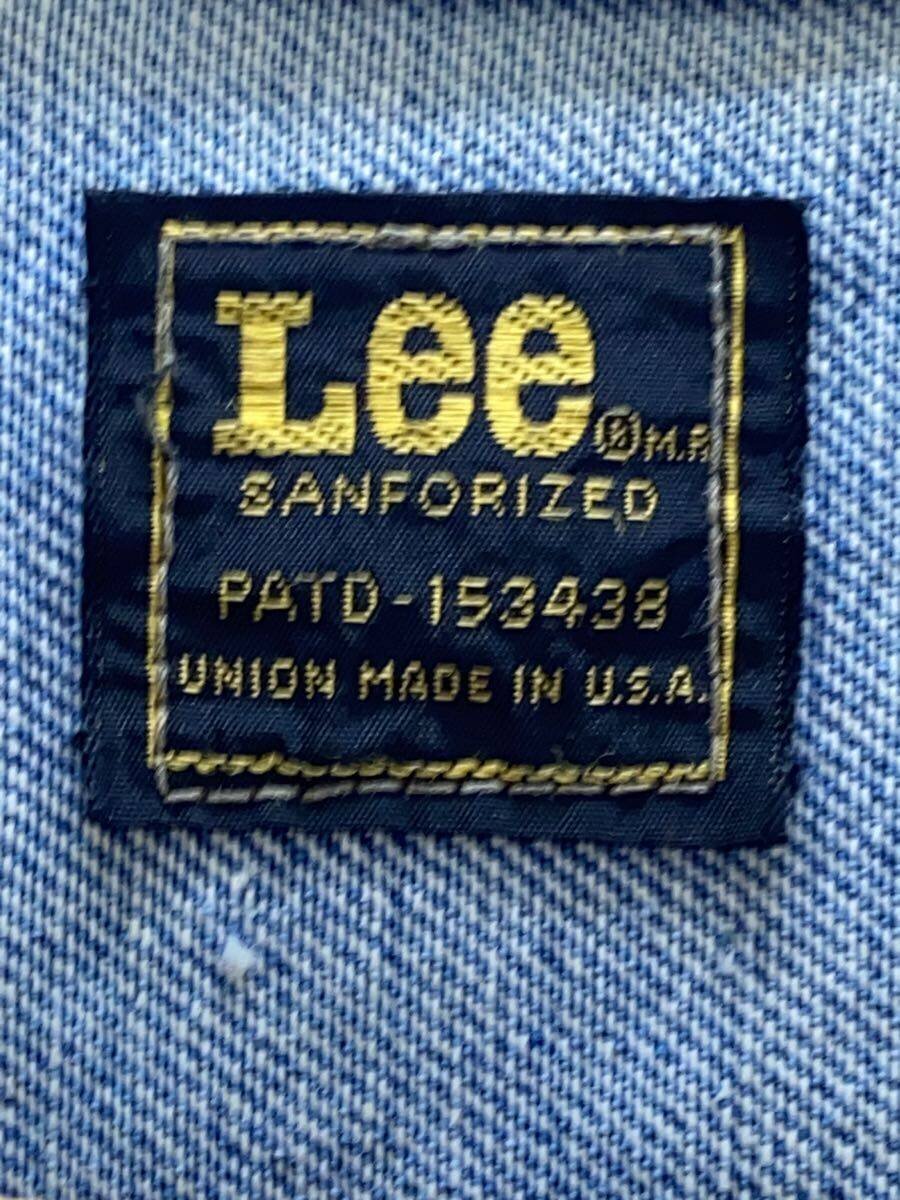 Lee ® M.R.
SANFORIZED
PATD-153438
UNION MADE IN U.S.A.